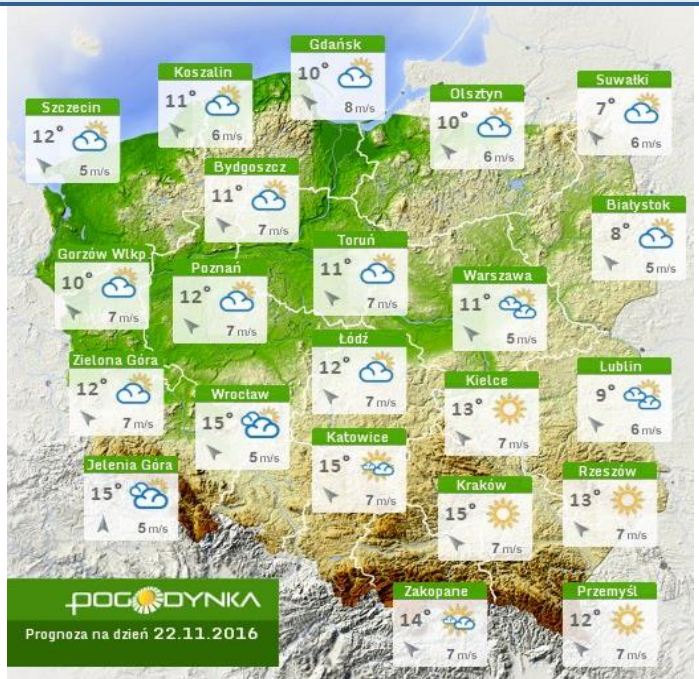 Gdańsk
10°
8 m/s
Koszalin
11°
6 m/s
Suwałki
7°
6 m/s
Olsztyn
10°
6 m/s
Szczecin
12°
5 m/s
Bydgoszcz
11°
7 m/s
Białystok
8°
5 m/s
Toruń
11°
7 m/s
Gorzów Wlkp.
10°
7 m/s
Poznań
12°
7 m/s
Warszawa
11°
5 m/s
Łódź
12°
7 m/s
Zielona Góra
12°
7 m/s
Lublin
9°
6 m/s
Kielce
13°
7 m/s
Wrocław
15°
5 m/s
Katowice
15°
7 m/s
Jelenia Góra
15°
5 m/s
Rzeszów
13°
7 m/s
Kraków
15°
7 m/s
Zakopane
14°
7 m/s
Przemyśl
12°
7 m/s
POGODYNKA
Prognoza na dzień 22.11.2016